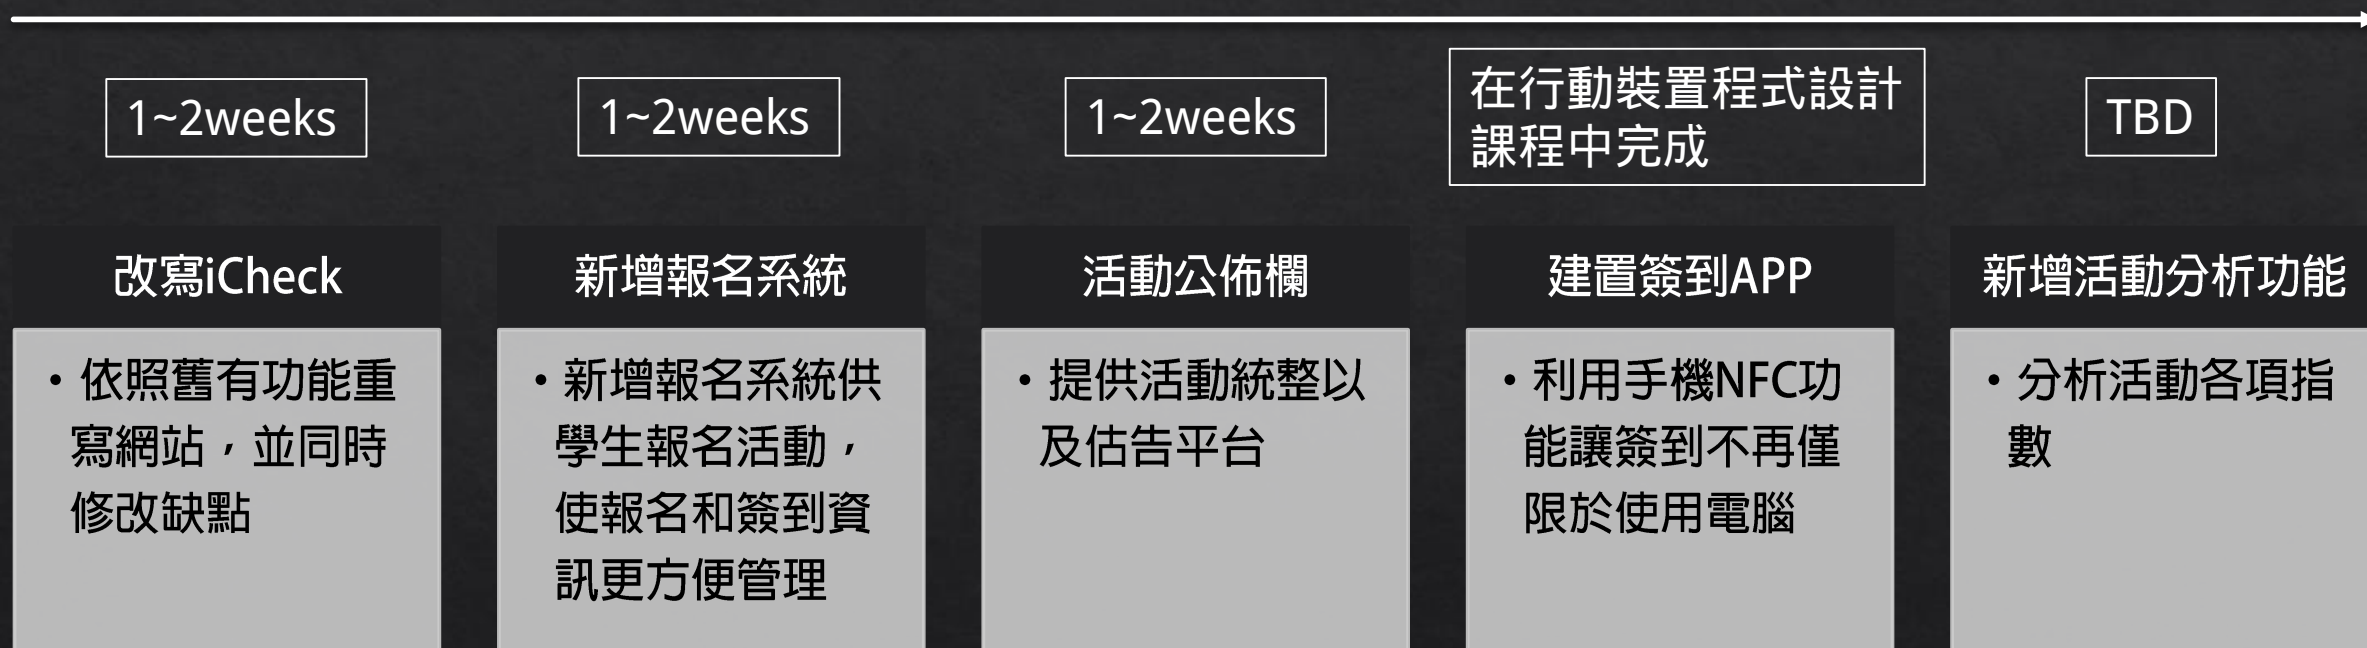 1~2weeks
1~2weeks
1~2weeks
在行動裝置程式設計
課程中完成
TBD
改寫iCheck
• 依照舊有功能重
寫網站，並同時
修改缺點
新增報名系統
• 新增報名系統供
學生報名活動，
使報名和簽到資
訊更方便管理
活動公佈欄
• 提供活動統整以
及估告平台
建置簽到APP
• 利用手機NFC功
能讓簽到不再僅
限於使用電腦
新增活動分析功能
• 分析活動各項指
數